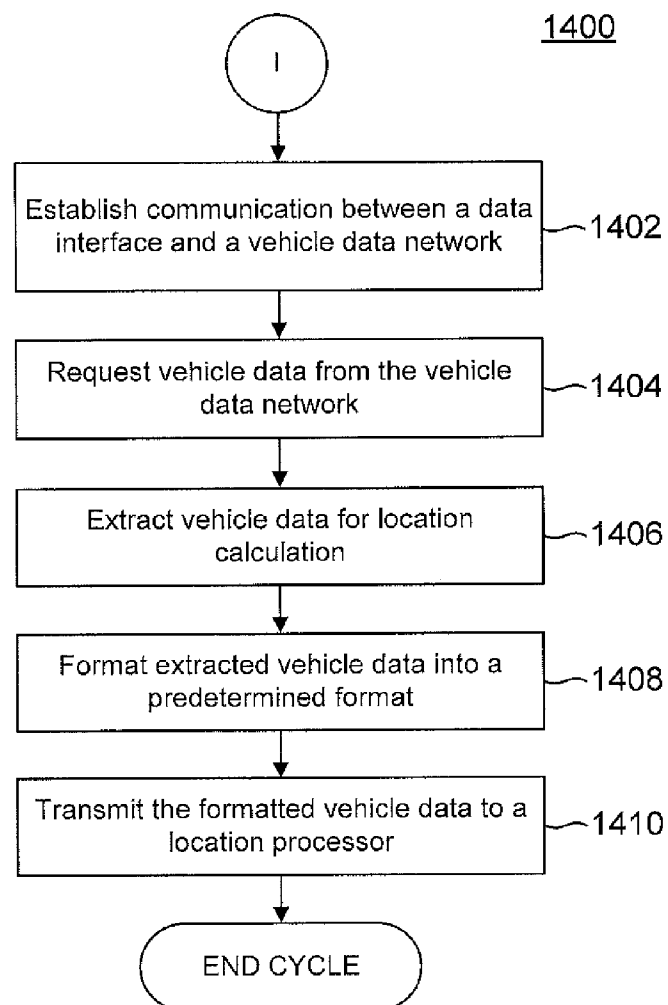 1400
I
Establish communication between a data
interface and a vehicle data network
1402
Request vehicle data from the vehicle
data network
1404
Extract vehicle data for location
calculation
1406
Format extracted vehicle data into a
predetermined format
1408
Transmit the formatted vehicle data to a
location processor
1410
END CYCLE